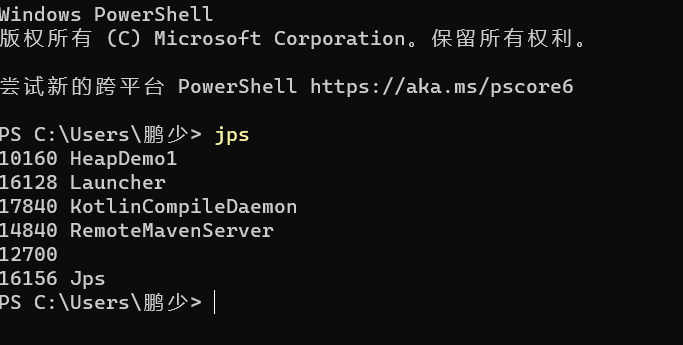 Windows PowerShell
版权所有 (C) Microsoft Corporation。保留所有权利。
尝试新的跨平台 PowerShell https://aka.ms/pscore6
PS C:\Users\鹏少> jps
10160 HeapDemo1
16128 Launcher
17840 KotlinCompileDaemon
14840 RemoteMavenServer
12700
16156 Jps
PS C:\Users\鹏少>